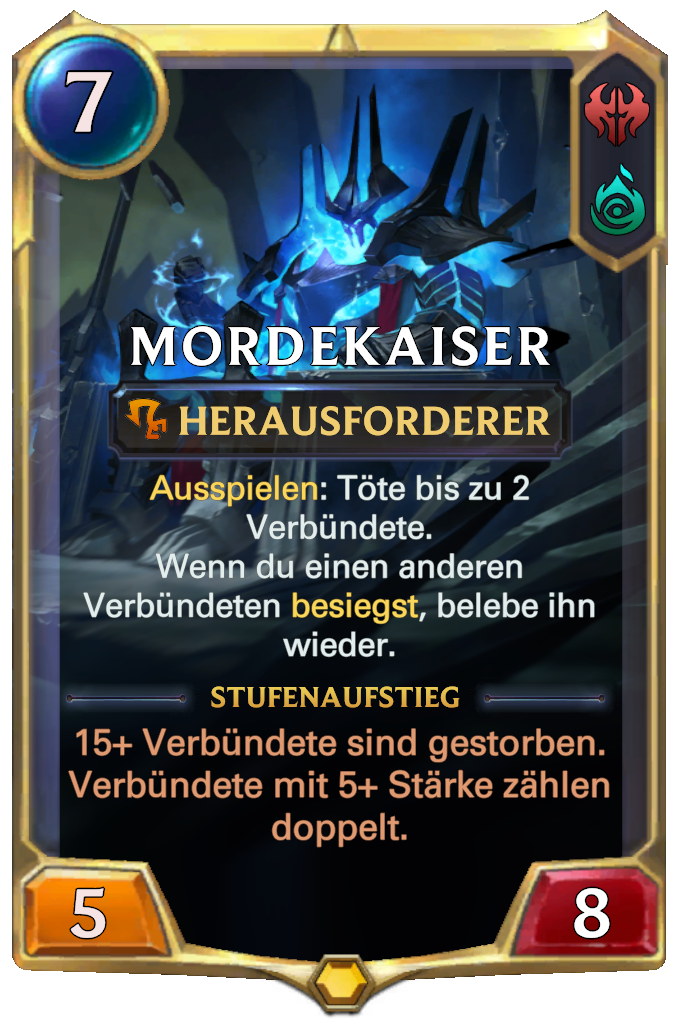 7
MORDEKAISER
HERAUSFORDERER
Ausspielen: Töte bis zu 2
Verbündete.
Wenn du einen anderen
Verbündeten besiegst, belebe ihn
wieder.
STUFENAUFSTIEG
15+ Verbündete sind gestorben.
Verbündete mit 5+ Stärke zählen
doppelt.
5
8